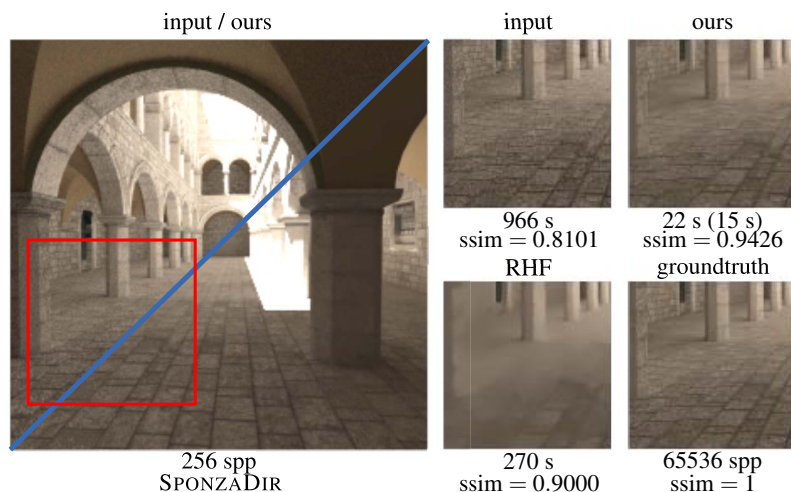 input / ours
input
ours
966 s
ssim = 0.8101
22 s (15 s)
ssim = 0.9426
RHF
groundtruth
256 spp
SPONZADIR
270 s
ssim = 0.9000
65536 spp
ssim = 1